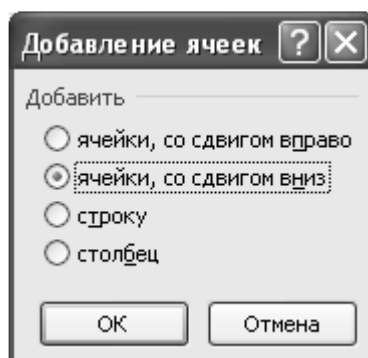 Добавление ячеек
Добавить
ячейки, со сдвигом вправо
ячейки, со сдвигом вниз
строку
столбец
ОК
Отмена